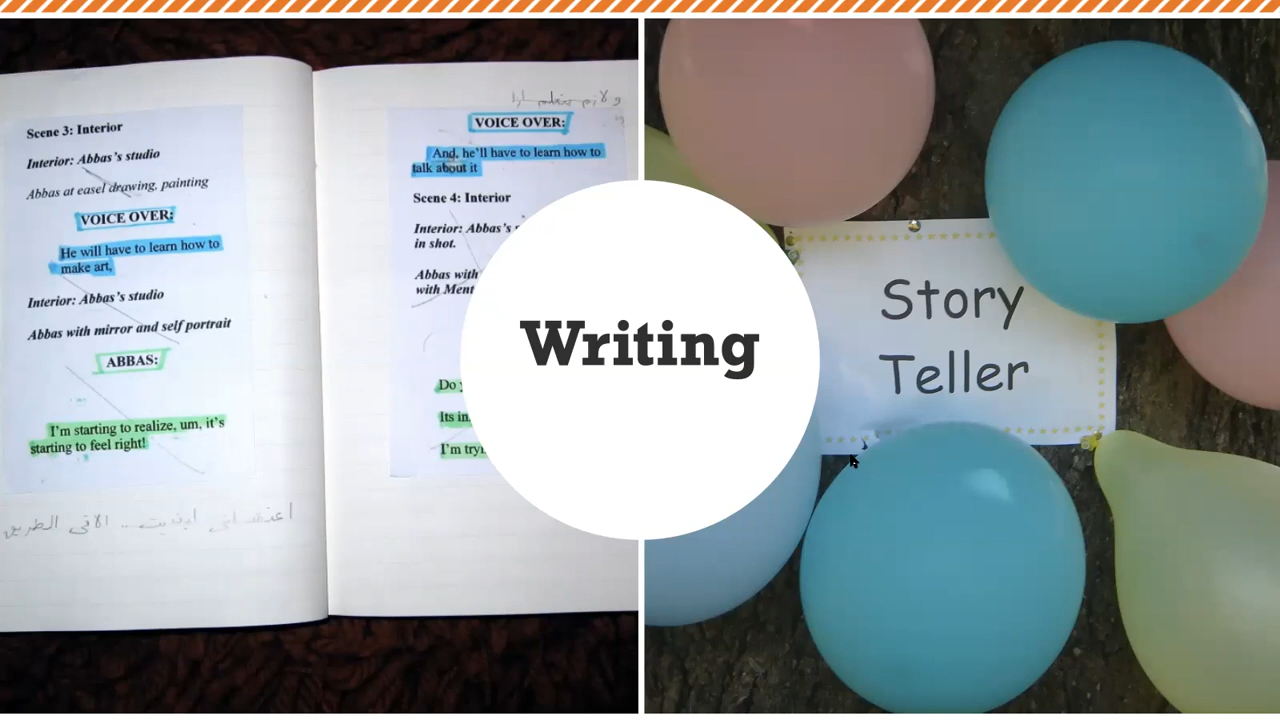 Scene 3: Interior
Interior: Abbas's studio
Abbas at easel drawing, painting
VOICE OVER:
He will have to learn how to
make art,
Interior: Abbas's studio
Abbas with mirror and self portrait
ABBAS:
I'm starting to realize, um, it's
starting to feel right!
الطريق
VOICE OVER:
And, he'll have to learn how to
talk about it
Scene 4: Interior
Interior: Abbas's
in shot.
Abbas with
with Ment
Do
Its in
I'm tryi
Writing
Story
Teller